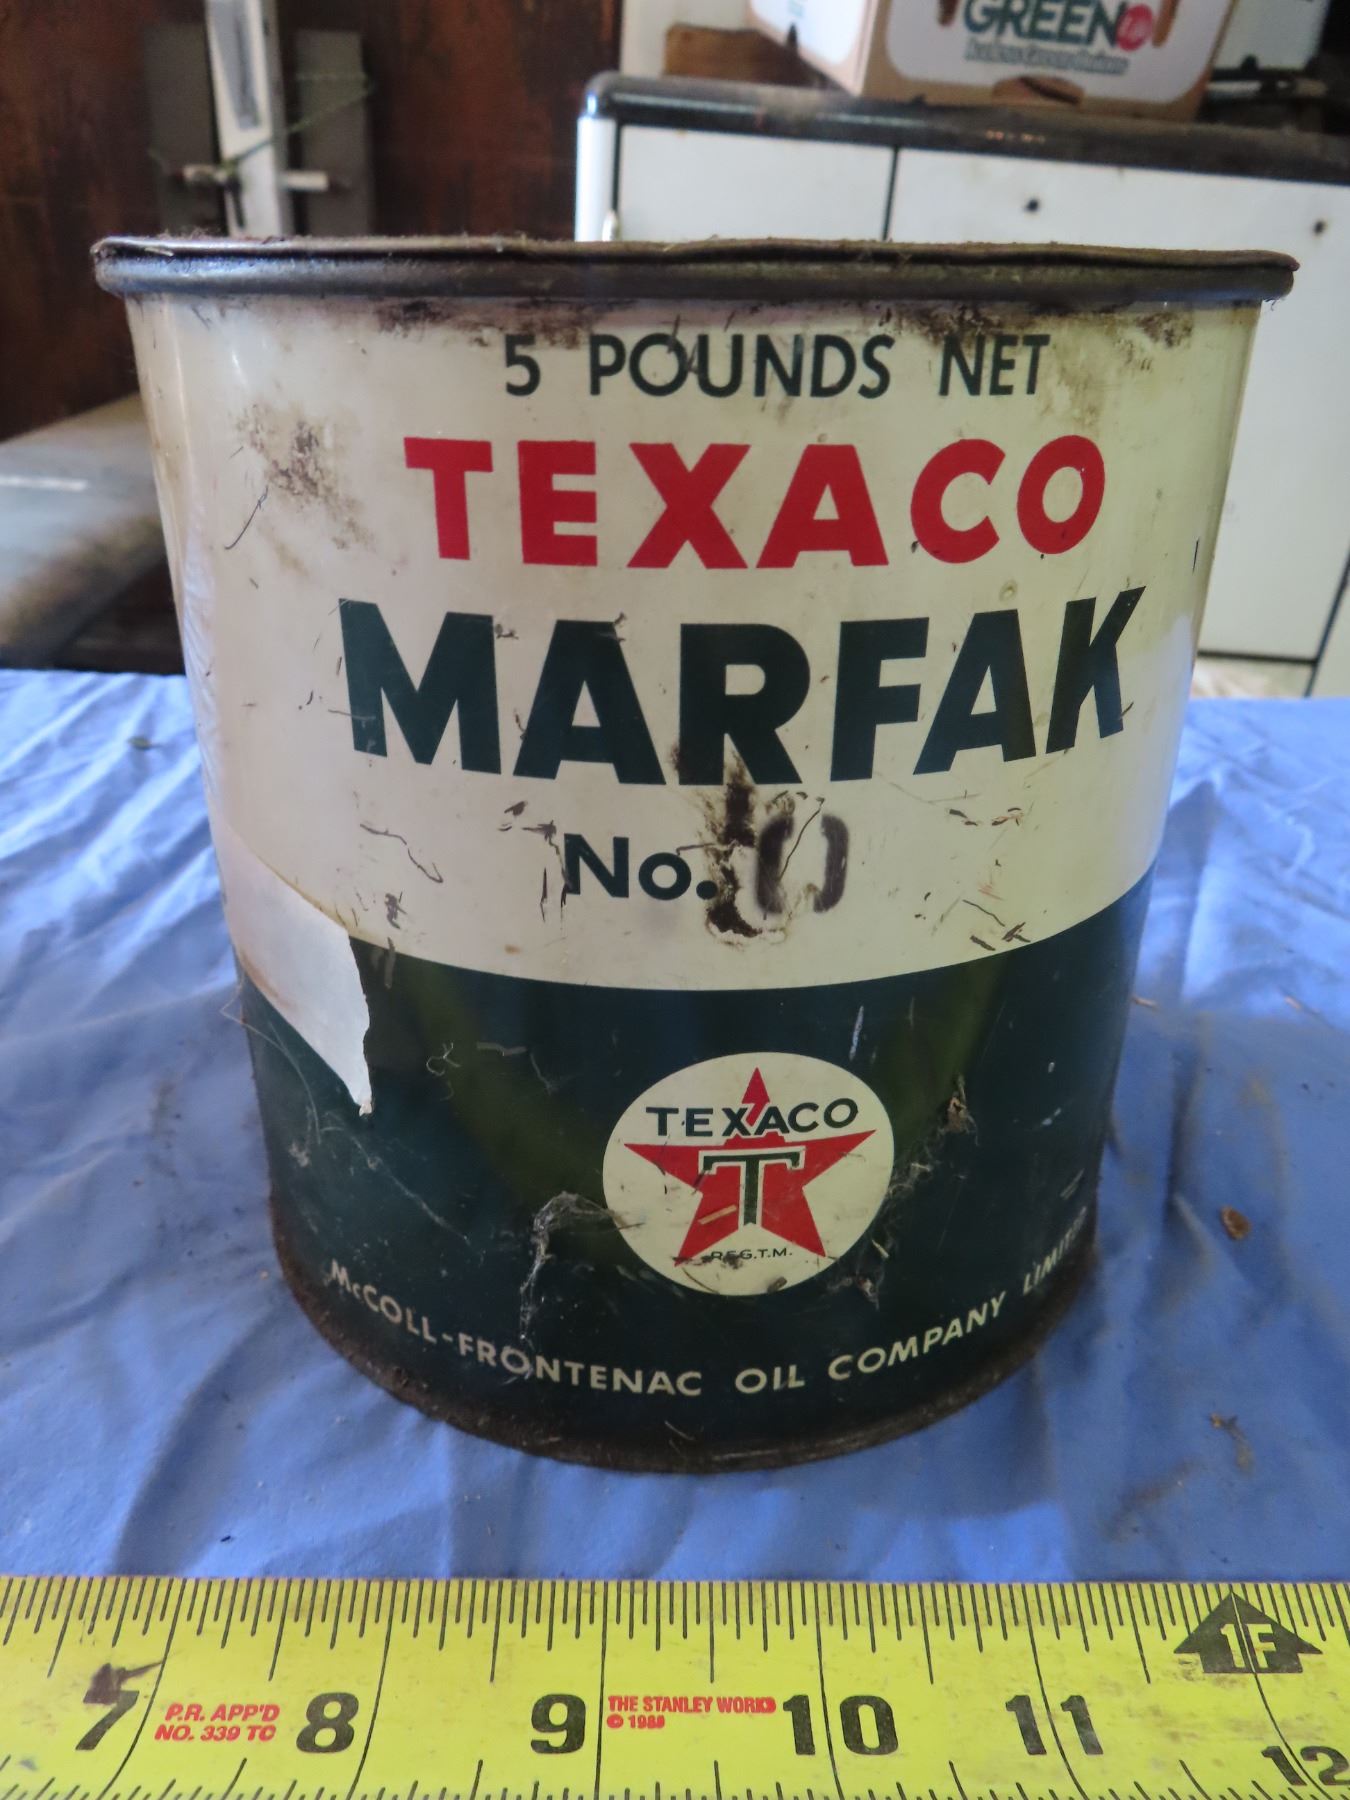 GREEN
5 POUNDS NET
TEXACO
MARFAK
No. 0
TEXACO
T
REG.T.M.
McCOLL-FRONTENAC OIL COMPANY LIMITED
1F
7 8 9 10 11 12
P.R. APP'D
NO. 339 TC
THE STANLEY WORKS
© 1988